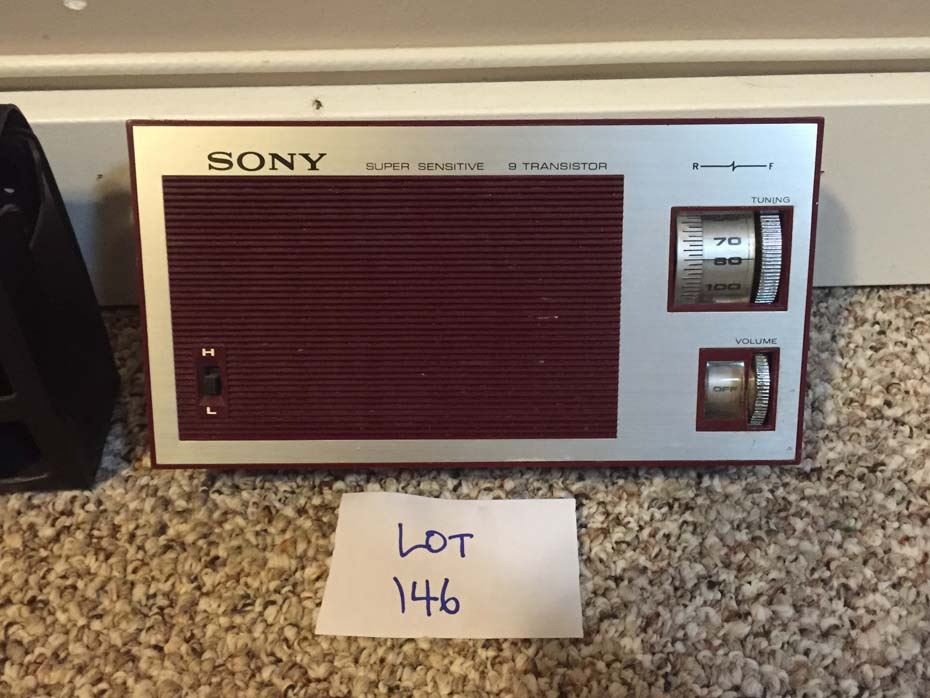 SONY SUPER SENSITIVE 9 TRANSISTOR R F
TUNING
70
80
100
VOLUME
OFF
H
L
LOT
146